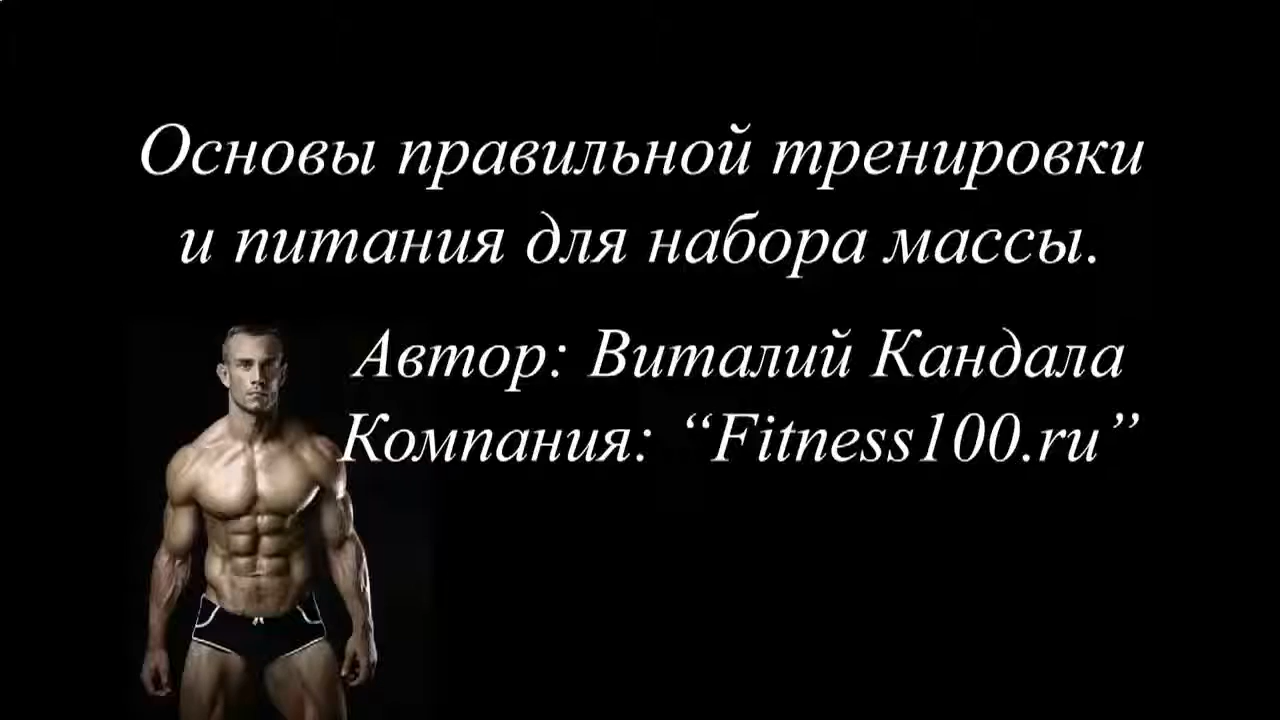 Основы правильной тренировки
и питания для набора массы.
Автор: Виталий Кандала
Компания: “Fitness100.ru”